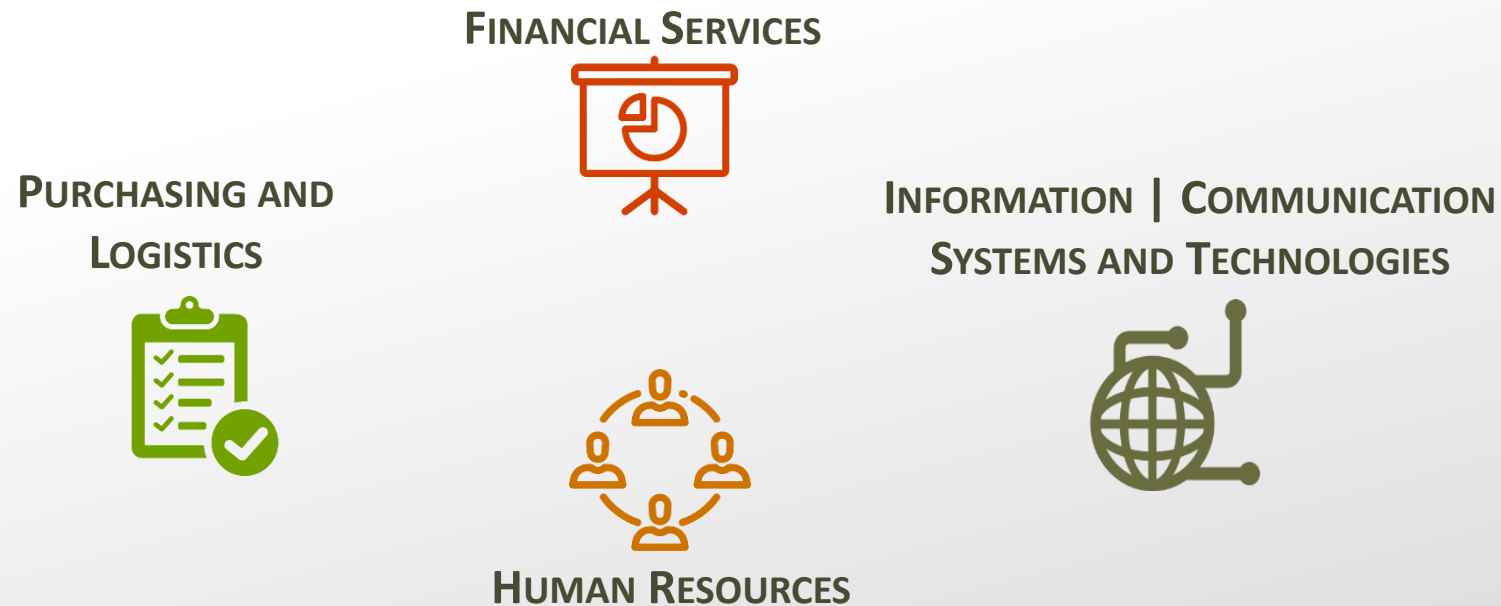 FINANCIAL SERVICES
PURCHASING AND
LOGISTICS
INFORMATION | COMMUNICATION
SYSTEMS AND TECHNOLOGIES
HUMAN RESOURCES